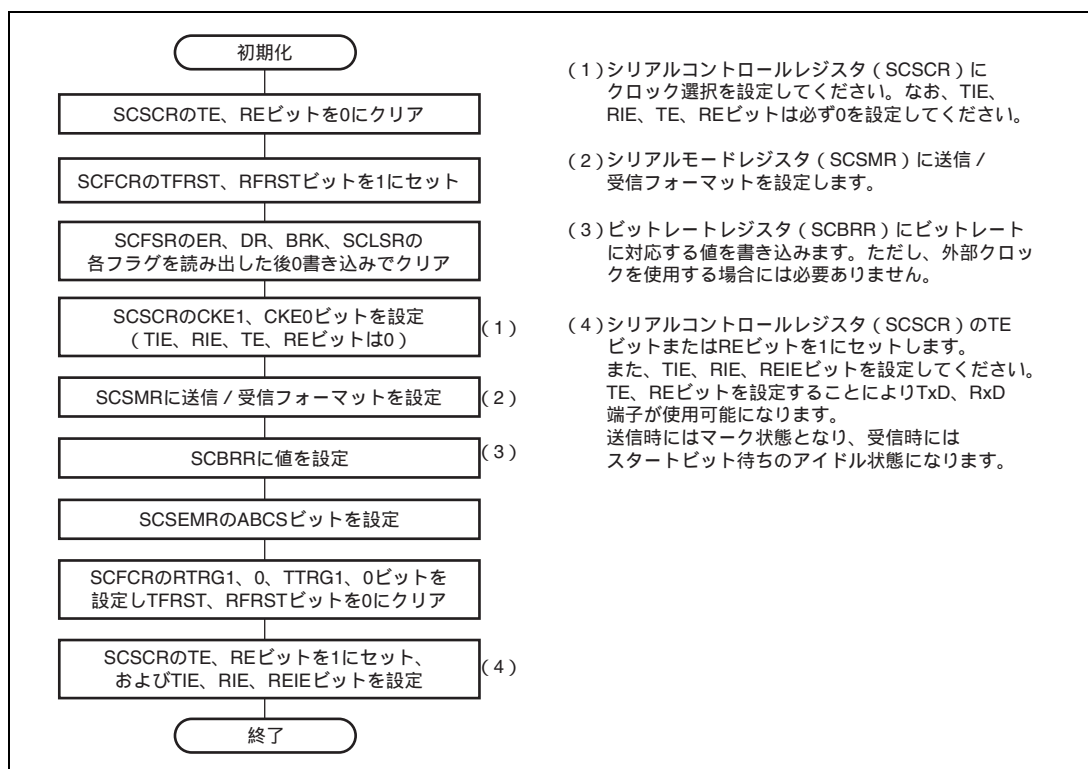 初期化
SCSCRのTE、REビットを0にクリア
SCFCRのTFRST、RFRSTビットを1にセット
SCFSRのER、DR、BRK、SCLSRの
各フラグを読み出した後0書き込みでクリア
SCSCRのCKE1、CKE0ビットを設定
(TIE、RIE、TE、REビットは0)
(1)
SCSMRに送信/受信フォーマットを設定
(2)
SCBRRに値を設定
(3)
SCSEMRのABCSビットを設定
SCFCRのRTRG1、0、TTRG1、0ビットを
設定しTFRST、RFRSTビットを0にクリア
SCSCRのTE、REビットを1にセット、
およびTIE、RIE、REIEビットを設定
(4)
終了
(1)シリアルコントロールレジスタ(SCSCR)に
クロック選択を設定してください。なお、TIE、
RIE、TE、REビットは必ず0を設定してください。
(2)シリアルモードレジスタ(SCSMR)に送信/
受信フォーマットを設定します。
(3)ビットレートレジスタ(SCBRR)にビットレート
に対応する値を書き込みます。ただし、外部クロッ
クを使用する場合には必要ありません。
(4)シリアルコントロールレジスタ(SCSCR)のTE
ビットまたはREビットを1にセットします。
また、TIE、RIE、REIEビットを設定してください。
TE、REビットを設定することによりTxD、RxD
端子が使用可能になります。
送信時にはマーク状態となり、受信時には
スタートビット待ちのアイドル状態になります。